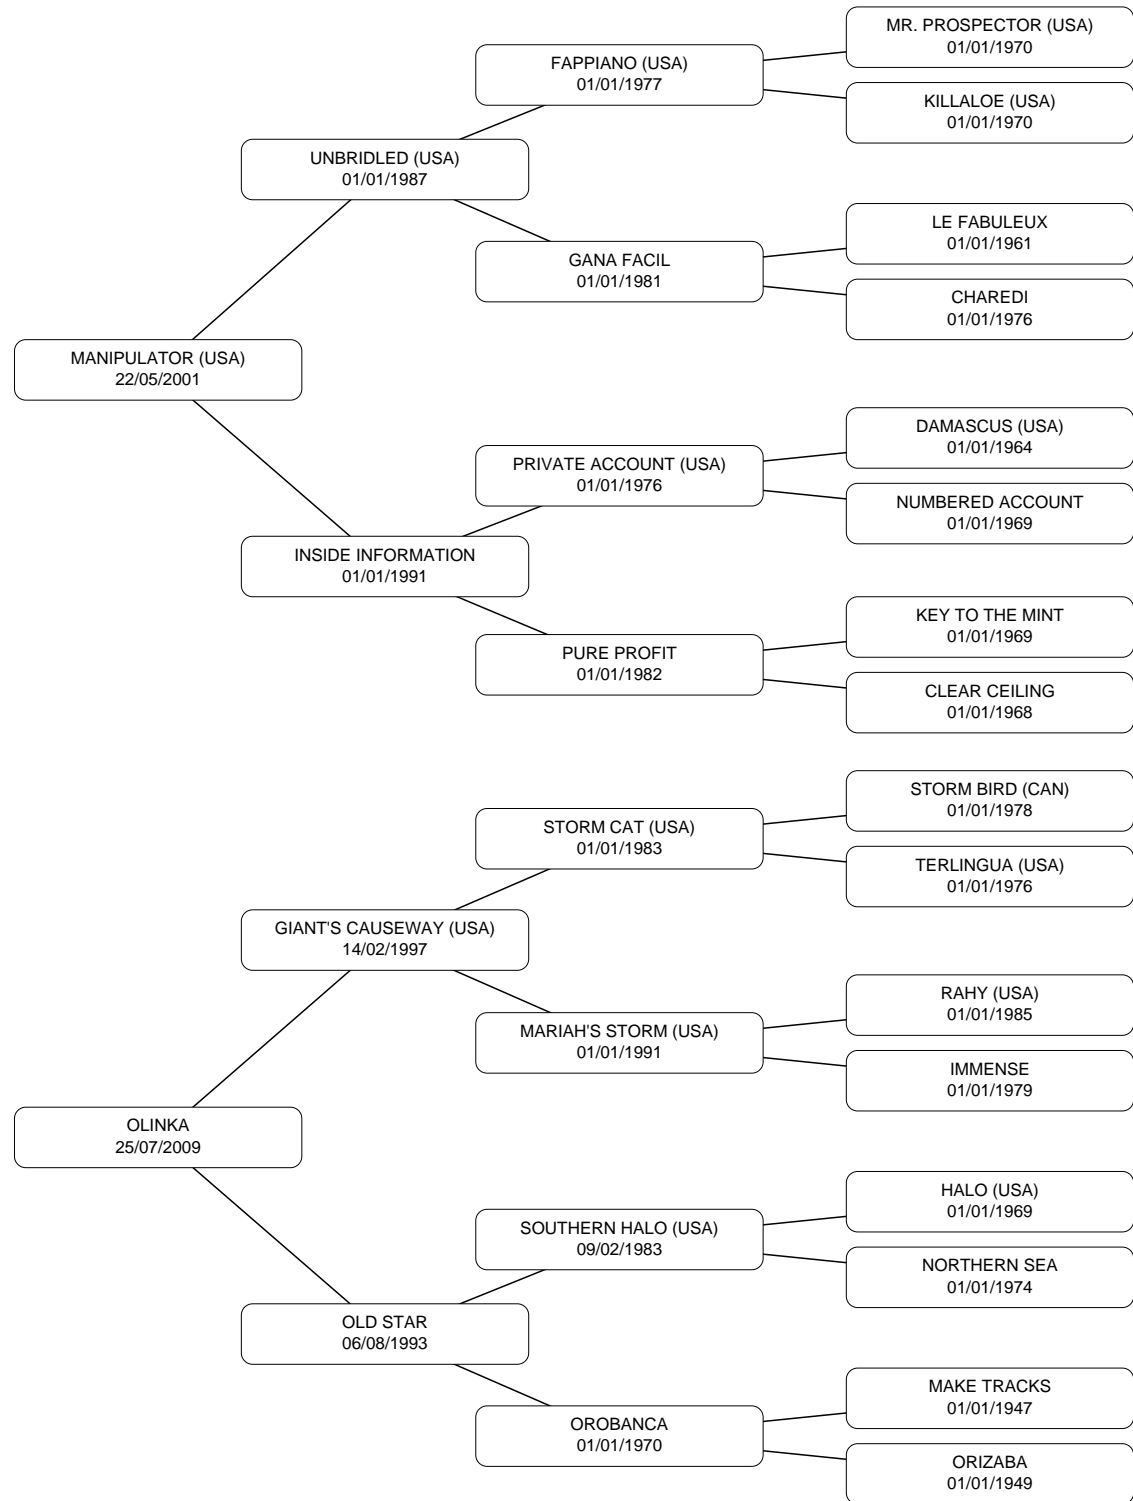 MR. PROSPECTOR (USA)
01/01/1970
FAPPIANO (USA)
01/01/1977
KILLALOE (USA)
01/01/1970
UNBRIDLED (USA)
01/01/1987
LE FABULEUX
01/01/1961
GANA FACIL
01/01/1981
CHAREDI
01/01/1976
MANIPULATOR (USA)
22/05/2001
DAMASCUS (USA)
01/01/1964
PRIVATE ACCOUNT (USA)
01/01/1976
NUMBERED ACCOUNT
01/01/1969
INSIDE INFORMATION
01/01/1991
KEY TO THE MINT
01/01/1969
PURE PROFIT
01/01/1982
CLEAR CEILING
01/01/1968
STORM BIRD (CAN)
01/01/1978
STORM CAT (USA)
01/01/1983
TERLINGUA (USA)
01/01/1976
GIANT'S CAUSEWAY (USA)
14/02/1997
RAHY (USA)
01/01/1985
MARIAH'S STORM (USA)
01/01/1991
IMMENSE
01/01/1979
OLINKA
25/07/2009
HALO (USA)
01/01/1969
SOUTHERN HALO (USA)
09/02/1983
NORTHERN SEA
01/01/1974
OLD STAR
06/08/1993
MAKE TRACKS
01/01/1947
OROBANCA
01/01/1970
ORIZABA
01/01/1949